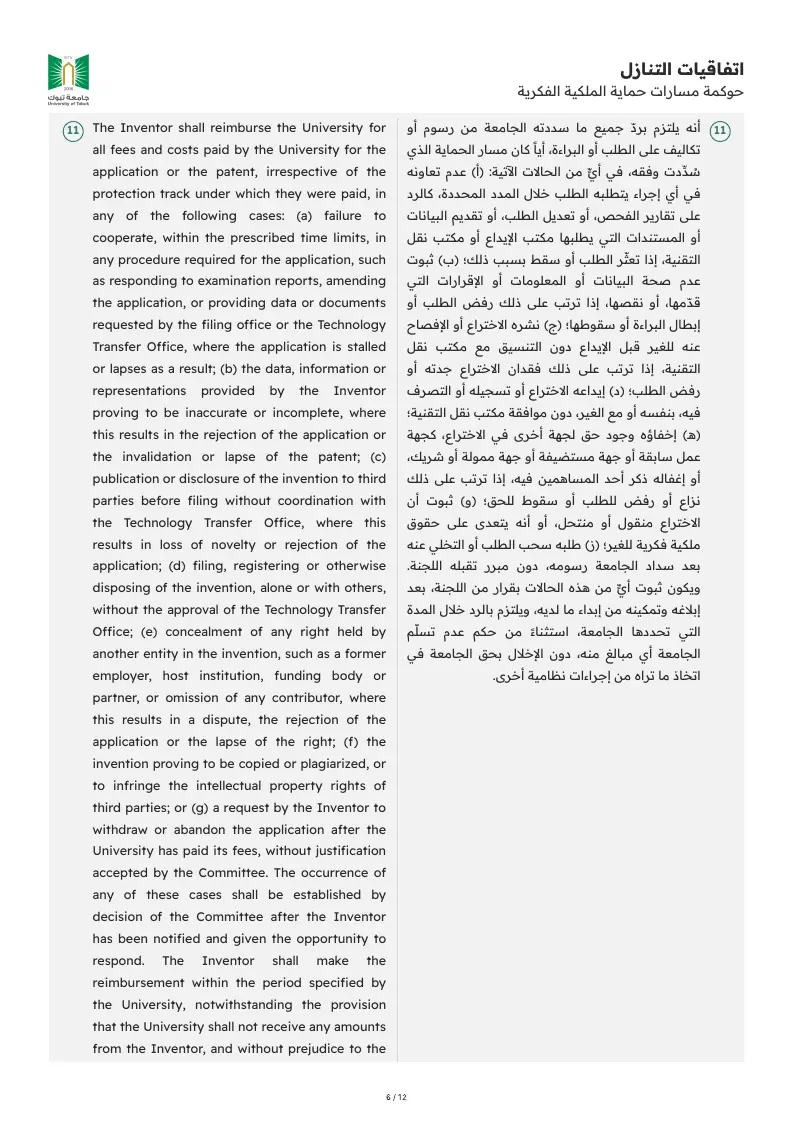 اتفاقيات التنازل
حوكمة مسارات حماية الملكية الفكرية
جامعة تبوك
University of Tabuk
11
The Inventor shall reimburse the University for
all fees and costs paid by the University for the
application or the patent, irrespective of the
protection track under which they were paid, in
any of the following cases: (a) failure to
cooperate, within the prescribed time limits, in
any procedure required for the application, such
as responding to examination reports, amending
the application, or providing data or documents
requested by the filing office or the Technology
Transfer Office, where the application is stalled
or lapses as a result; (b) the data, information or
representations provided by the Inventor
proving to be inaccurate or incomplete, where
this results in the rejection of the application or
the invalidation or lapse of the patent; (c)
publication or disclosure of the invention to third
parties before filing without coordination with
the Technology Transfer Office, where this
results in loss of novelty or rejection of the
application; (d) filing, registering or otherwise
disposing of the invention, alone or with others,
without the approval of the Technology Transfer
Office; (e) concealment of any right held by
another entity in the invention, such as a former
employer, host institution, funding body or
partner, or omission of any contributor, where
this results in a dispute, the rejection of the
application or the lapse of the right; (f) the
invention proving to be copied or plagiarized, or
to infringe the intellectual property rights of
third parties; or (g) a request by the Inventor to
withdraw or abandon the application after the
University has paid its fees, without justification
accepted by the Committee. The occurrence of
any of these cases shall be established by
decision of the Committee after the Inventor
has been notified and given the opportunity to
respond. The Inventor shall make the
reimbursement within the period specified by
the University, notwithstanding the provision
that the University shall not receive any amounts
from the Inventor, and without prejudice to the
11
أنه يلتزم بردّ جميع ما سددته الجامعة من رسوم أو
تكاليف على الطلب أو البراءة، أياً كان مسار الحماية الذي
سُدّدت وفقه، في أيٍّ من الحالات الآتية: (أ) عدم تعاونه
في أي إجراء يتطلبه الطلب خلال المدد المحددة، كالرد
على تقارير الفحص، أو تعديل الطلب، أو تقديم البيانات
أو المستندات التي يطلبها مكتب الإيداع أو مكتب نقل
التقنية، إذا تعثّر الطلب أو سقط بسبب ذلك؛ (ب) ثبوت
عدم صحة البيانات أو المعلومات أو الإقرارات التي
قدّمها، أو نقصها، إذا ترتب على ذلك رفض الطلب أو
إبطال البراءة أو سقوطها؛ (ج) نشره الاختراع أو الإفصاح
عنه للغير قبل الإيداع دون التنسيق مع مكتب نقل
التقنية، إذا ترتب على ذلك فقدان الاختراع جدته أو
رفض الطلب؛ (د) إيداعه الاختراع أو تسجيله أو التصرف
فيه، بنفسه أو مع الغير، دون موافقة مكتب نقل التقنية؛
(هـ) إخفاؤه وجود حق لجهة أخرى في الاختراع، كجهة
عمل سابقة أو جهة مستضيفة أو جهة ممولة أو شريك،
أو إغفاله ذكر أحد المساهمين فيه، إذا ترتب على ذلك
نزاع أو رفض للطلب أو سقوط للحق؛ (و) ثبوت أن
الاختراع منقول أو منتحل، أو أنه يتعدى على حقوق
ملكية فكرية للغير؛ (ز) طلبه سحب الطلب أو التخلي عنه
بعد سداد الجامعة رسومه، دون مبرر تقبله اللجنة.
ويكون ثبوت أيٍّ من هذه الحالات بقرار من اللجنة، بعد
إبلاغه وتمكينه من إبداء ما لديه، ويلتزم بالرد خلال المدة
التي تحددها الجامعة، استثناءً من حكم عدم تسلّم
الجامعة أي مبالغ منه، دون الإخلال بحق الجامعة في
اتخاذ ما تراه من إجراءات نظامية أخرى.
6 / 12